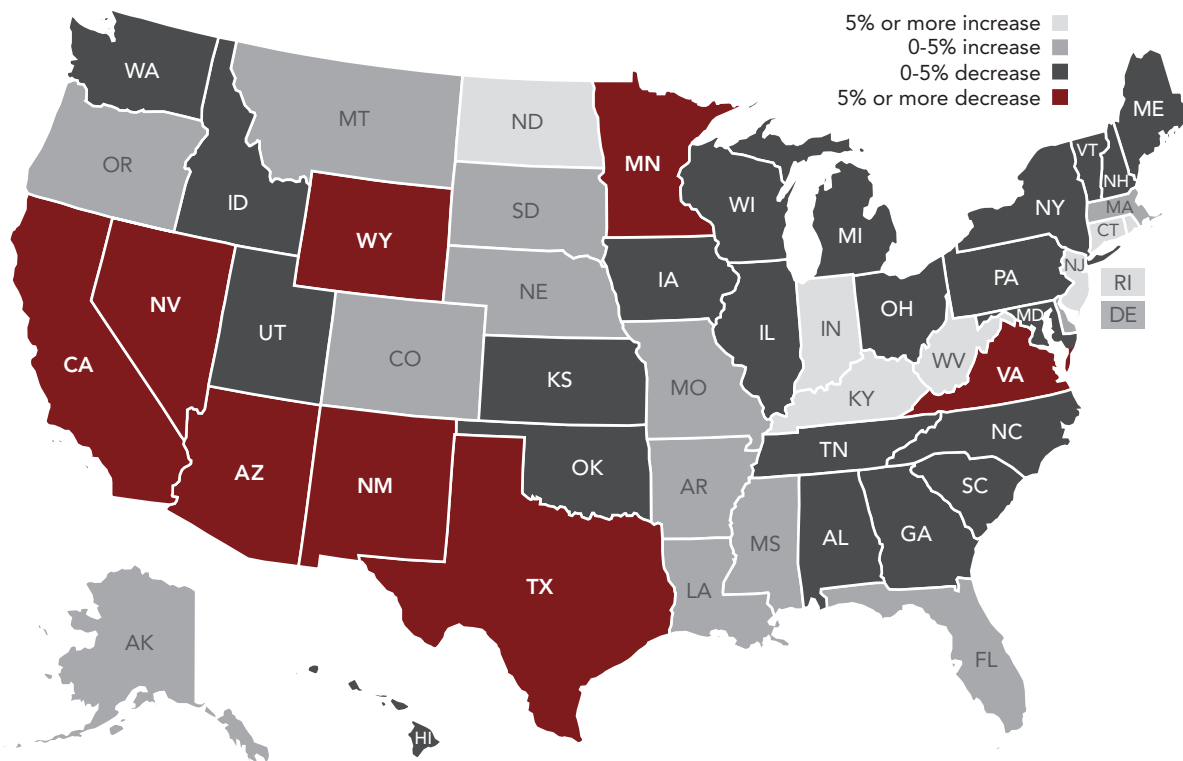 5% or more increase
0-5% increase
0-5% decrease
5% or more decrease
WA
ME
MT
ND
VT
MN
OR
NH
ID
SD
WI
NY
MA
CT
WY
MI
NJ
IA
NE
PA
RI
NV
OH
MD
DE
UT
IL
IN
CO
WV
CA
KS
VA
MO
KY
NC
TN
OK
AZ
NM
AR
SC
GA
AL
MS
TX
LA
AK
FL
HI